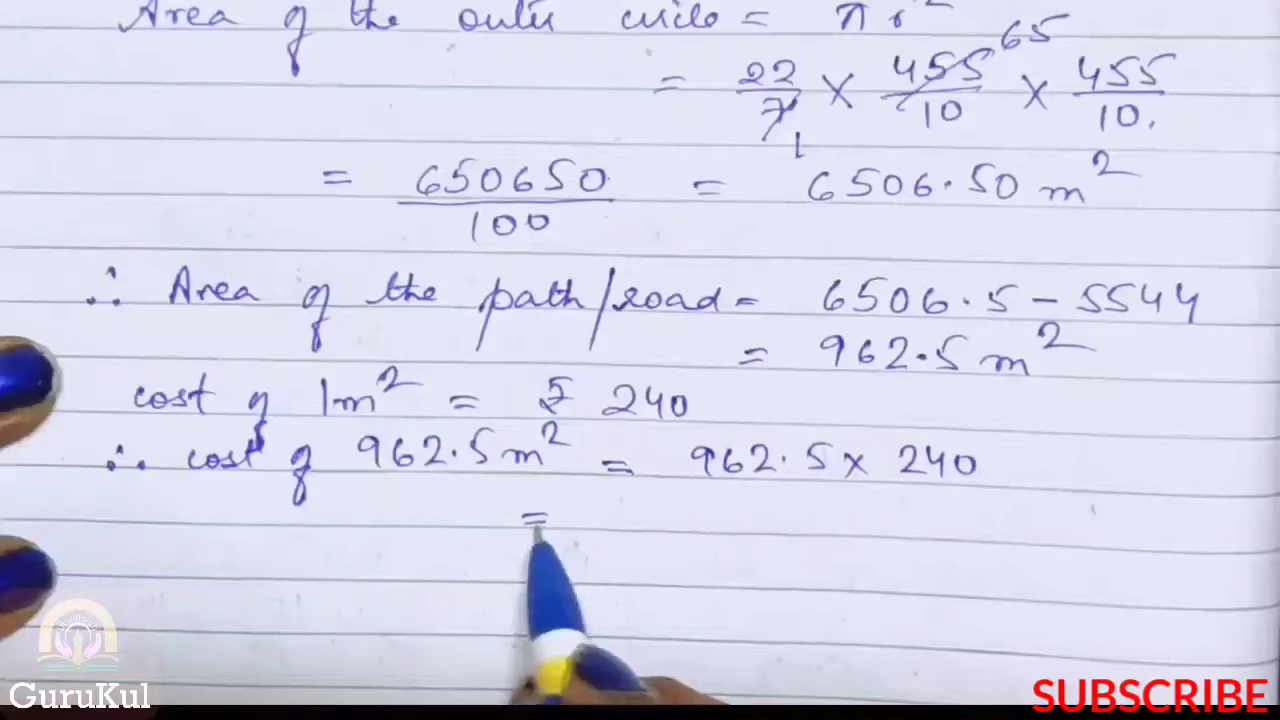 Area of the outer circle = πr²
= 22/7 × 455/10 × 455/10.
65
1
= 650650/100 = 6506.50 m²
∴ Area of the path/road = 6506.5 – 5544
= 962.5 m²
cost of 1m² = ₹ 240
∴ cost of 962.5 m² = 962.5 × 240
=
GuruKul
SUBSCRIBE